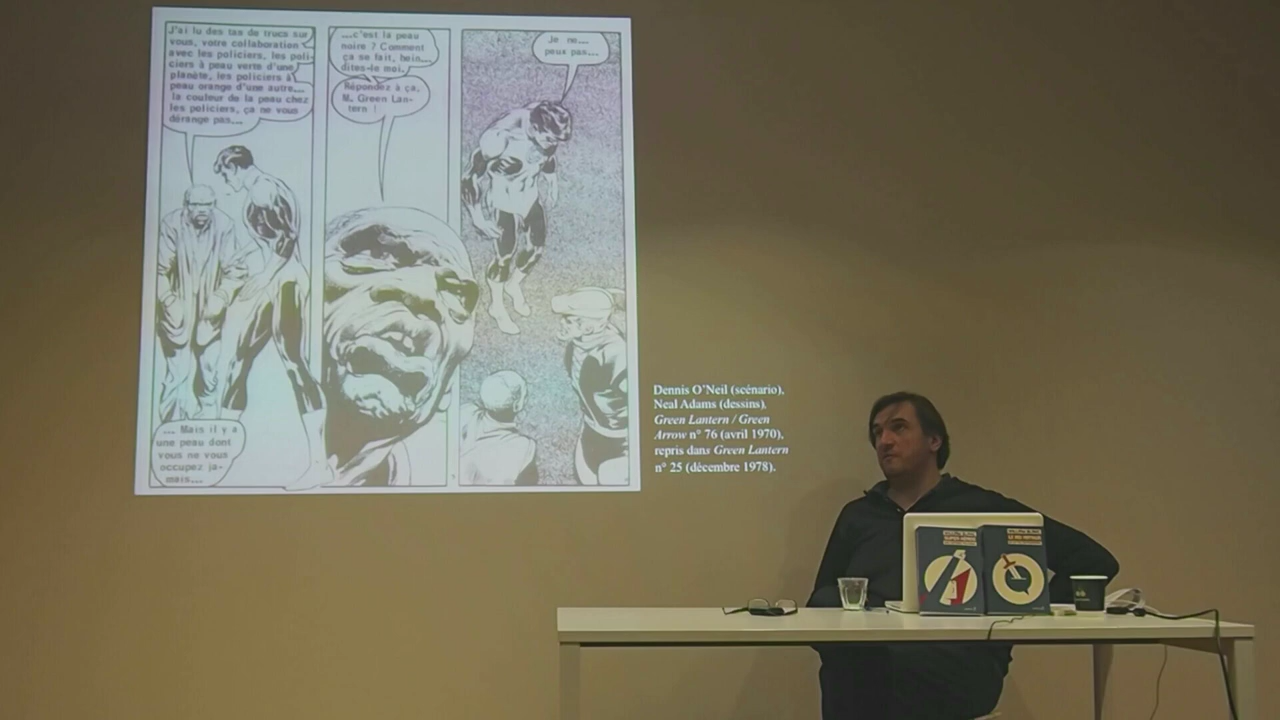 J'ai lu des tas de trucs sur
vous, votre collaboration
avec les policiers, les poli-
ciers à peau verte d'une
planète, les policiers à
peau orange d'une autre...
la couleur de la peau chez
les policiers, ça ne vous
dérange pas...
... Mais il y a
une peau dont
vous ne vous
occupez ja-
mais...
...c'est la peau
noire ? Comment
ça se fait, hein...
dites-le moi.
Répondez à ça,
M. Green Lan-
tern !
Je ne...
peux pas...
Dennis O'Neil (scénario),
Neal Adams (dessins),
Green Lantern / Green
Arrow n° 76 (avril 1970),
repris dans Green Lantern
n° 25 (décembre 1978).
SUPER-HÉROS